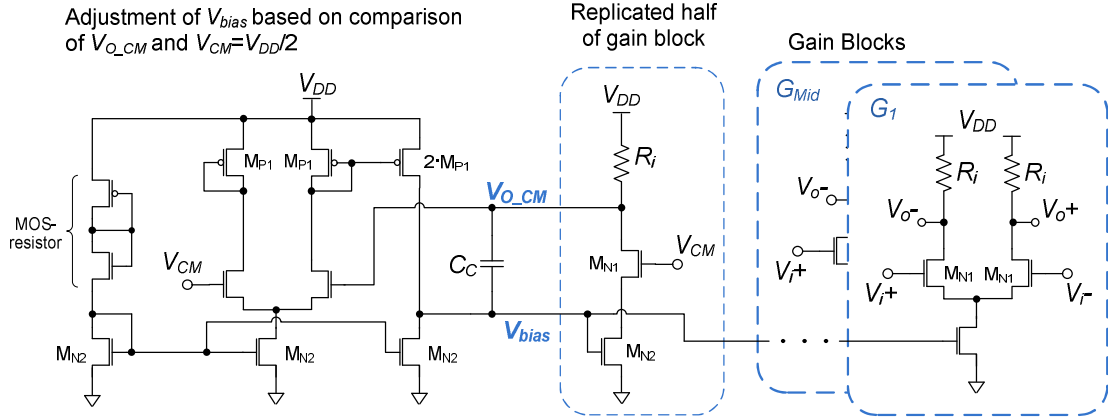 Adjustment of Vbias based on comparison
of VO_CM and VCM=VDD/2
Replicated half
of gain block
Gain Blocks
GMid
G1
VDD
VDD
VDD
MP1
MP1
2·MP1
Ri
Ri
Ri
VO_CM
MOS-
resistor
VCM
CC
MN1
VCM
Vo-
Vo-
Vo+
Vi+
Vi+
MN1
MN1
Vi-
Vbias
MN2
MN2
MN2
MN2